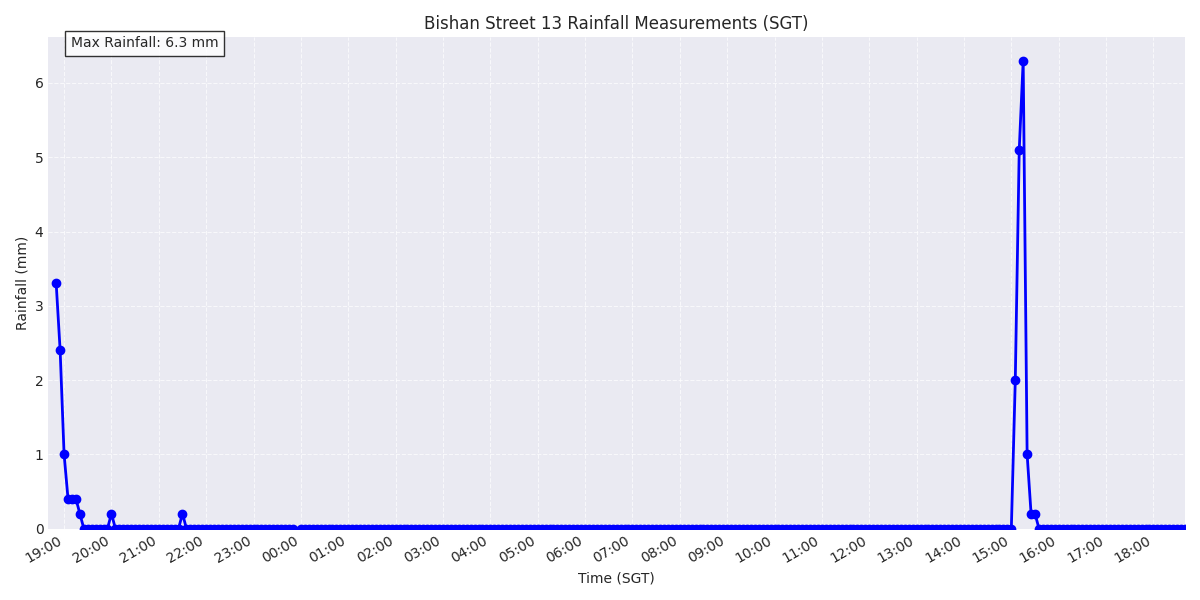 Bishan Street 13 Rainfall Measurements (SGT)
Max Rainfall: 6.3 mm
Rainfall (mm)
6
5
4
3
2
1
0
19:00 20:00 21:00 22:00 23:00 00:00 01:00 02:00 03:00 04:00 05:00 06:00 07:00 08:00 09:00 10:00 11:00 12:00 13:00 14:00 15:00 16:00 17:00 18:00
Time (SGT)